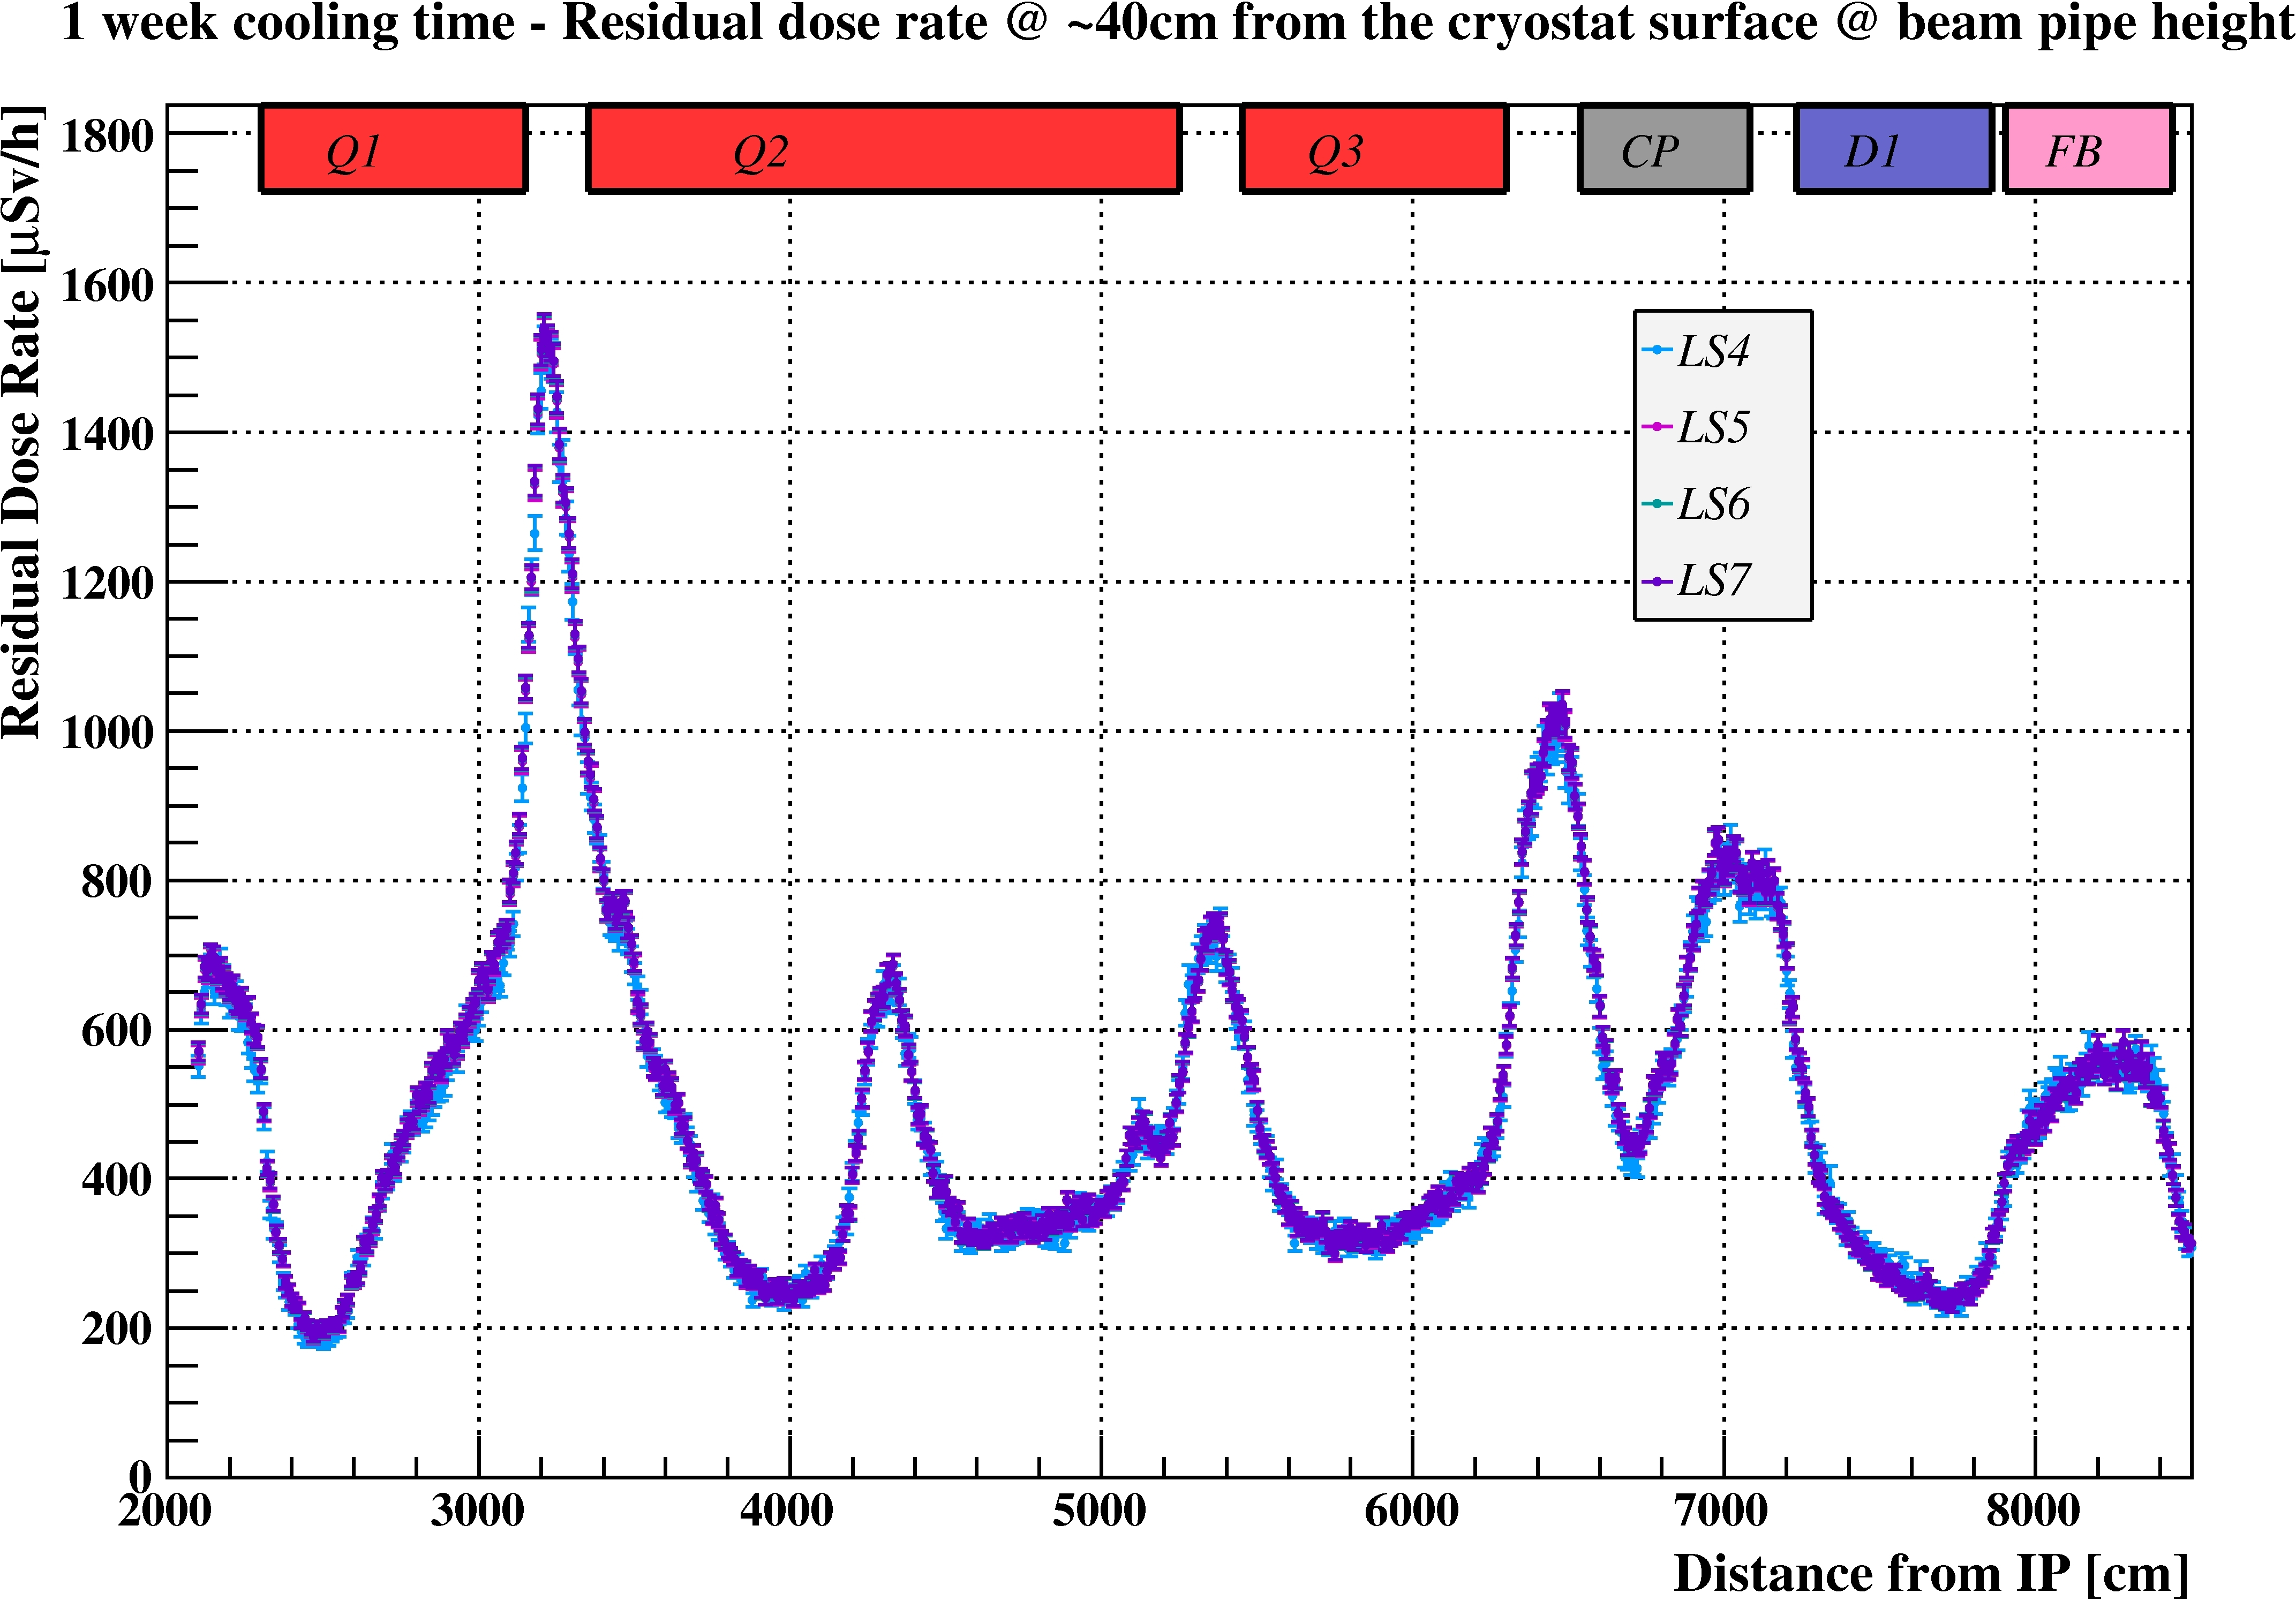 1 week cooling time - Residual dose rate @ ~40cm from the cryostat surface @ beam pipe height
Residual Dose Rate [μSv/h]
1800
1600
1400
1200
1000
800
600
400
200
0
Q1 Q2 Q3 CP D1 FB
LS4
LS5
LS6
LS7
2000 3000 4000 5000 6000 7000 8000
Distance from IP [cm]